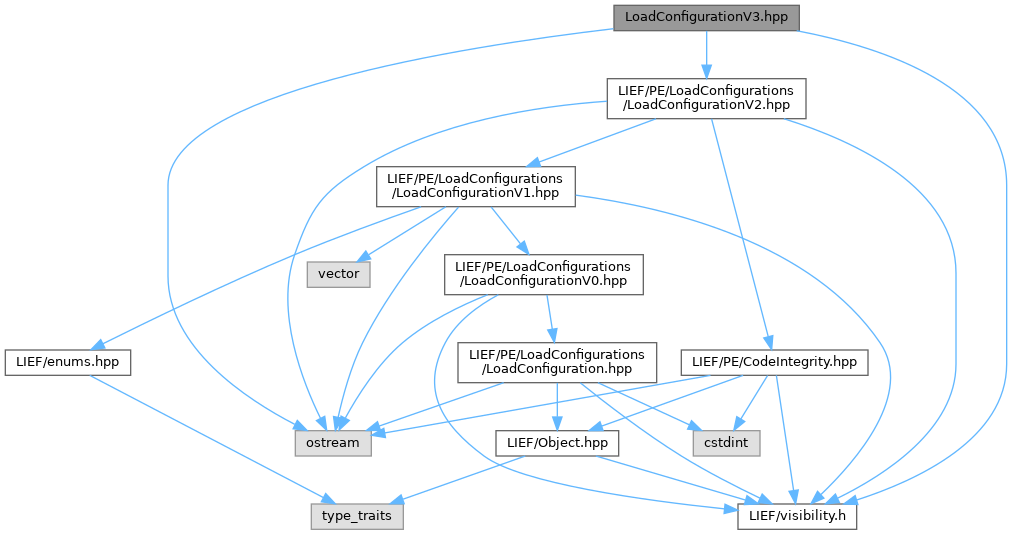 LoadConfigurationV3.hpp
LIEF/PE/LoadConfigurations
/LoadConfigurationV2.hpp
LIEF/PE/LoadConfigurations
/LoadConfigurationV1.hpp
vector
LIEF/PE/LoadConfigurations
/LoadConfigurationV0.hpp
LIEF/enums.hpp
LIEF/PE/LoadConfigurations
/LoadConfiguration.hpp
LIEF/PE/CodeIntegrity.hpp
ostream
LIEF/Object.hpp
cstdint
type_traits
LIEF/visibility.h